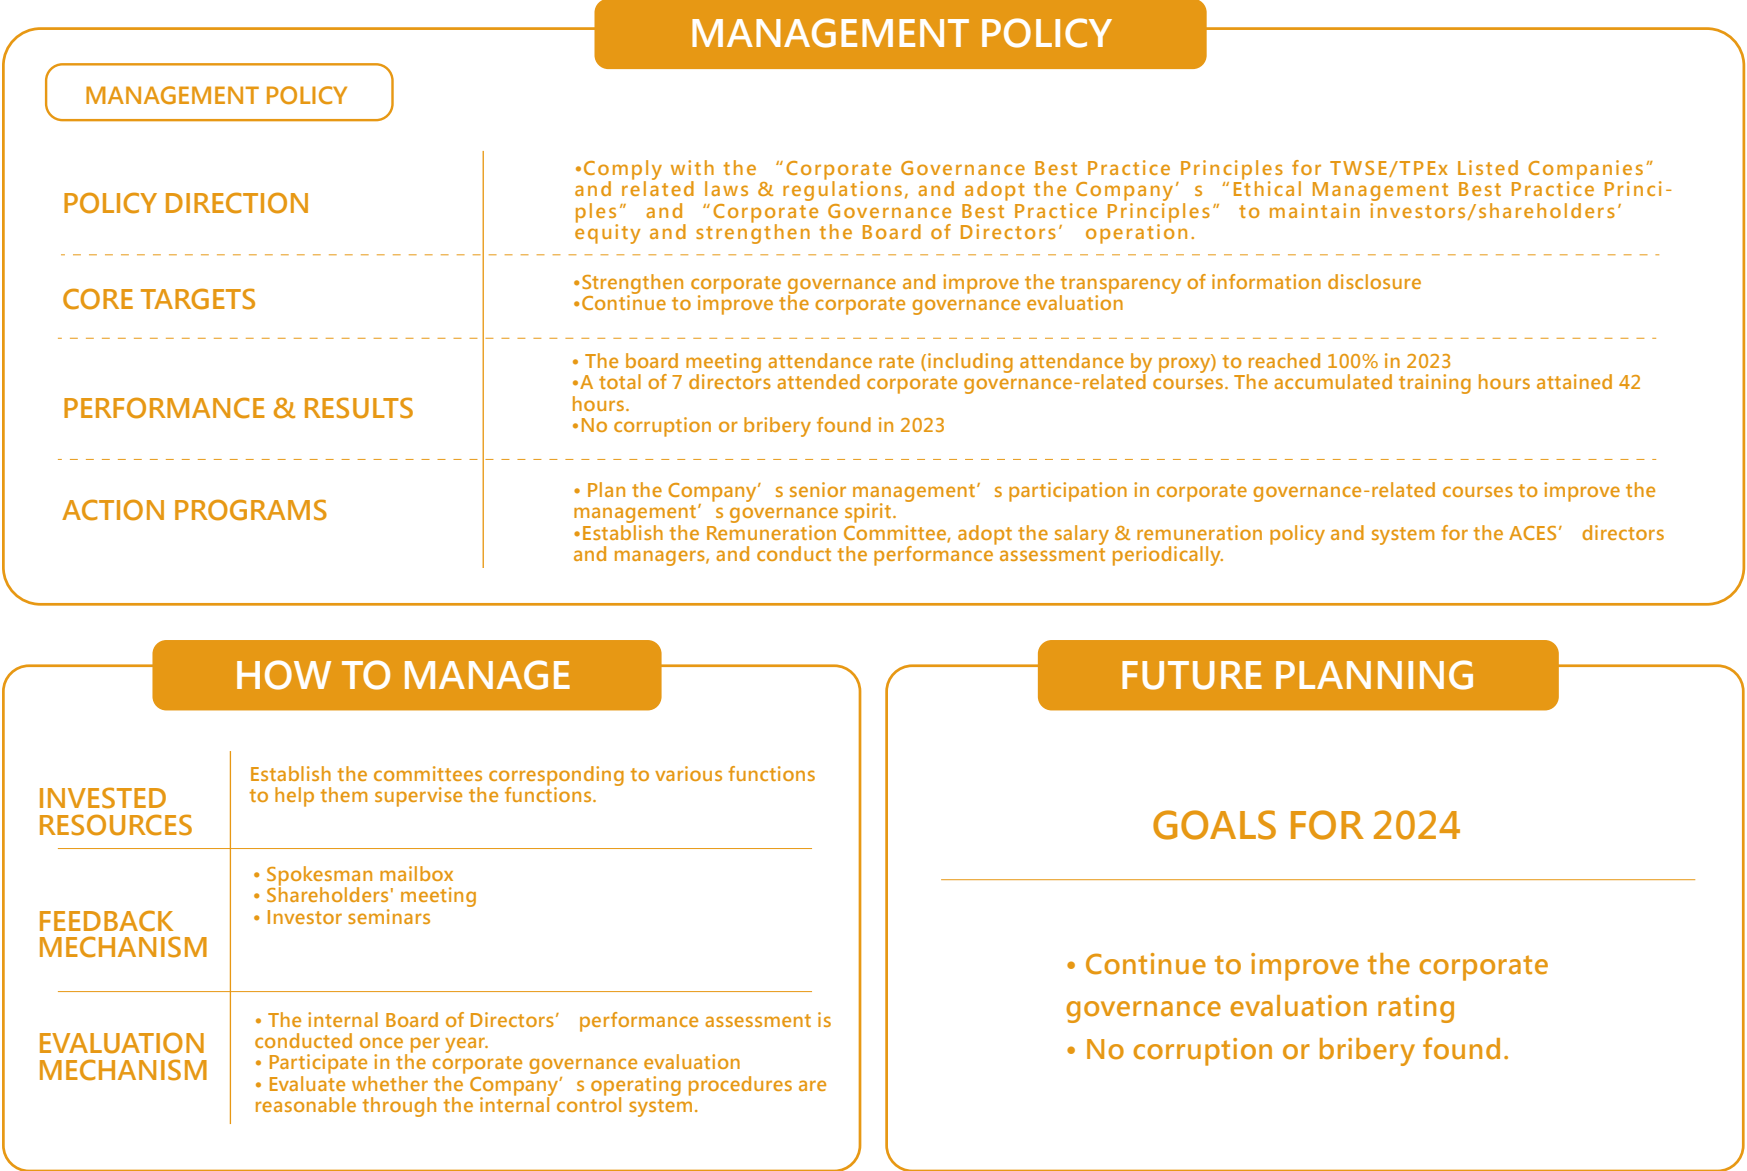 MANAGEMENT POLICY
MANAGEMENT POLICY
POLICY DIRECTION
•Comply with the “Corporate Governance Best Practice Principles for TWSE/TPEx Listed Companies”
and related laws & regulations, and adopt the Company’s “Ethical Management Best Practice Princi-
ples” and “Corporate Governance Best Practice Principles” to maintain investors/shareholders’
equity and strengthen the Board of Directors’ operation.
CORE TARGETS
•Strengthen corporate governance and improve the transparency of information disclosure
•Continue to improve the corporate governance evaluation
PERFORMANCE & RESULTS
• The board meeting attendance rate (including attendance by proxy) to reached 100% in 2023
•A total of 7 directors attended corporate governance-related courses. The accumulated training hours attained 42
hours.
•No corruption or bribery found in 2023
ACTION PROGRAMS
• Plan the Company’s senior management’s participation in corporate governance-related courses to improve the
management’s governance spirit.
•Establish the Remuneration Committee, adopt the salary & remuneration policy and system for the ACES’ directors
and managers, and conduct the performance assessment periodically.
HOW TO MANAGE
INVESTED
RESOURCES
Establish the committees corresponding to various functions
to help them supervise the functions.
FEEDBACK
MECHANISM
• Spokesman mailbox
• Shareholders' meeting
• Investor seminars
EVALUATION
MECHANISM
• The internal Board of Directors’ performance assessment is
conducted once per year.
• Participate in the corporate governance evaluation
• Evaluate whether the Company’s operating procedures are
reasonable through the internal control system.
FUTURE PLANNING
GOALS FOR 2024
• Continue to improve the corporate
governance evaluation rating
• No corruption or bribery found.